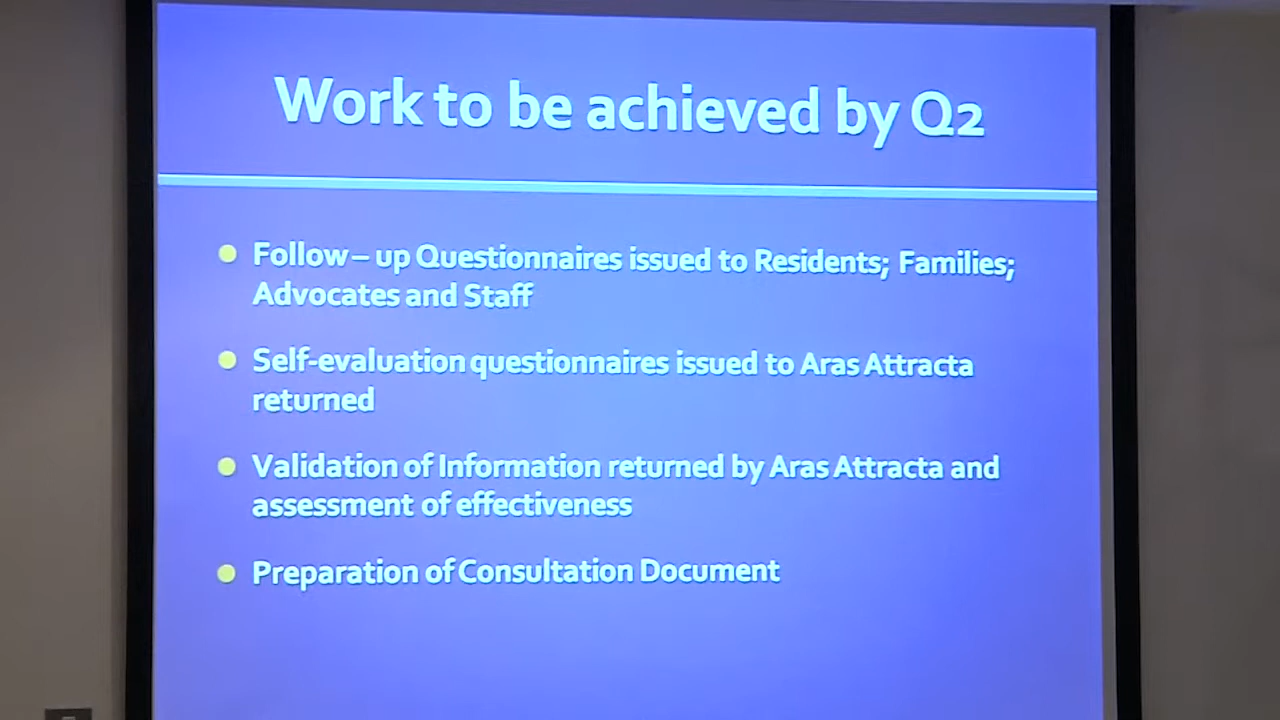 Work to be achieved by Q2
Follow – up Questionnaires issued to Residents; Families;
Advocates and Staff
Self-evaluation questionnaires issued to Aras Attracta
returned
Validation of Information returned by Aras Attracta and
assessment of effectiveness
Preparation of Consultation Document